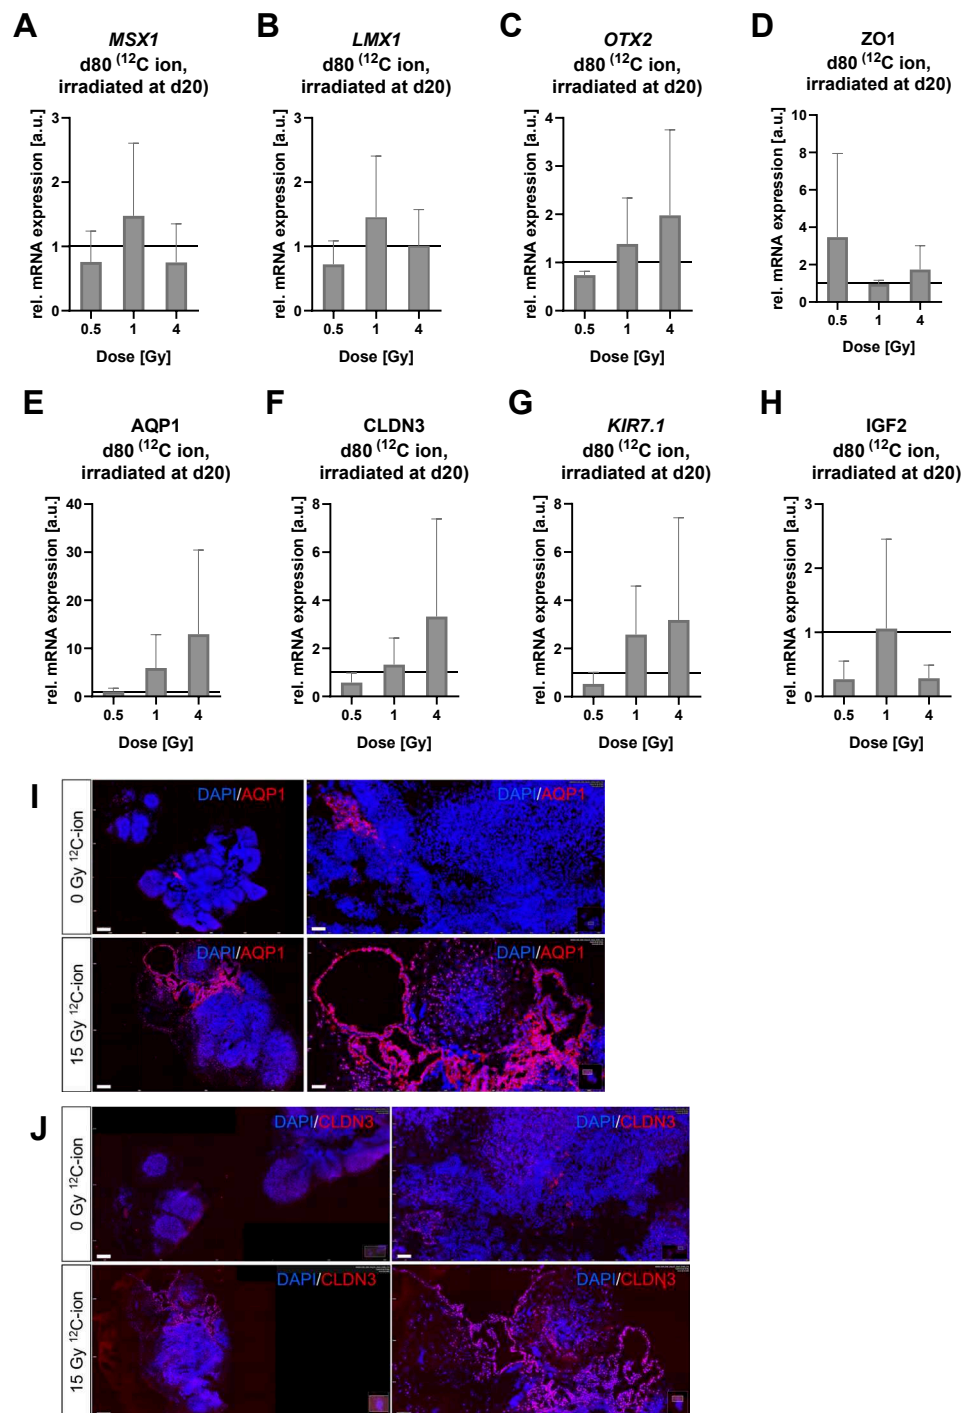 A
MSX1
d80 (12C ion,
irradiated at d20)
rel. mRNA expression [a.u.]
3
2
1
0
0.5 1 4
Dose [Gy]
B
LMX1
d80 (12C ion,
irradiated at d20)
rel. mRNA expression [a.u.]
3
2
1
0
0.5 1 4
Dose [Gy]
C
OTX2
d80 (12C ion,
irradiated at d20)
rel. mRNA expression [a.u.]
4
3
2
1
0
0.5 1 4
Dose [Gy]
D
ZO1
d80 (12C ion,
irradiated at d20)
rel. mRNA expression [a.u.]
10
8
6
4
2
0
0.5 1 4
Dose [Gy]
E
AQP1
d80 (12C ion,
irradiated at d20)
rel. mRNA expression [a.u.]
40
30
20
10
0
0.5 1 4
Dose [Gy]
F
CLDN3
d80 (12C ion,
irradiated at d20)
rel. mRNA expression [a.u.]
8
6
4
2
0
0.5 1 4
Dose [Gy]
G
KIR7.1
d80 (12C ion,
irradiated at d20)
rel. mRNA expression [a.u.]
8
6
4
2
0
0.5 1 4
Dose [Gy]
H
IGF2
d80 (12C ion,
irradiated at d20)
rel. mRNA expression [a.u.]
3
2
1
0
0.5 1 4
Dose [Gy]
I
0 Gy 12C-ion
DAPI/AQP1
DAPI/AQP1
15 Gy 12C-ion
DAPI/AQP1
DAPI/AQP1
J
0 Gy 12C-ion
DAPI/CLDN3
DAPI/CLDN3
15 Gy 12C-ion
DAPI/CLDN3
DAPI/CLDN3